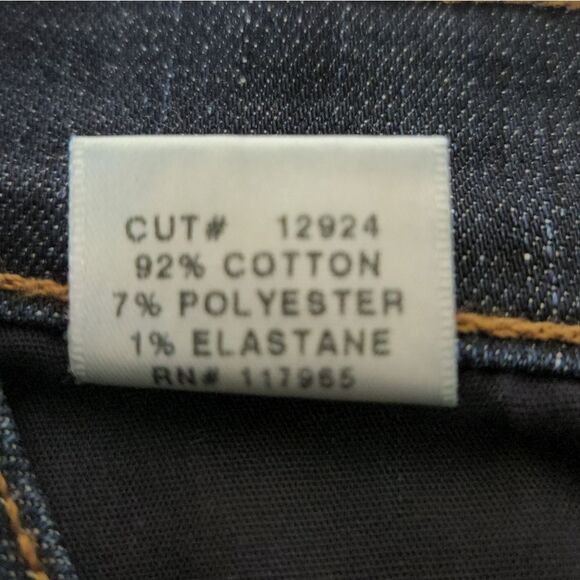 CUT# 12924
92% COTTON
7% POLYESTER
1% ELASTANE
RN# 117965